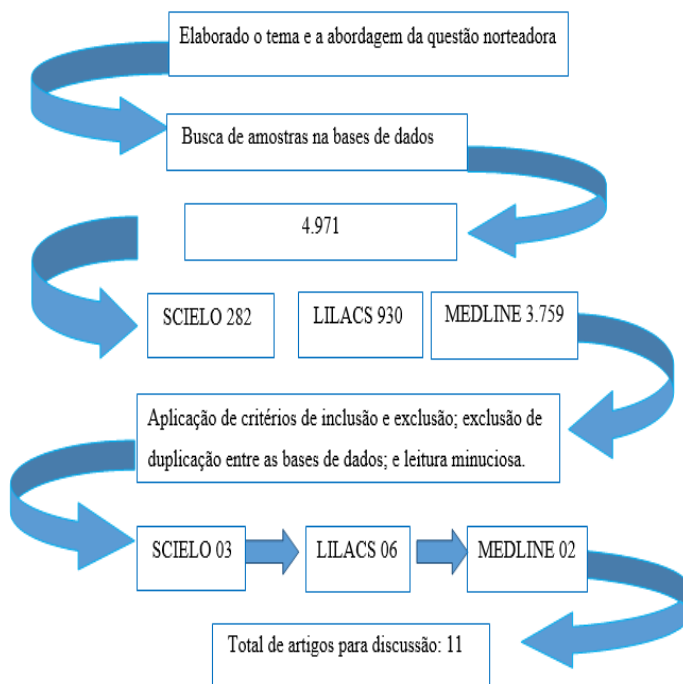 Elaborado o tema e a abordagem da questão norteadora
Busca de amostras na bases de dados
4.971
SCIELO 282
LILACS 930
MEDLINE 3.759
Aplicação de critérios de inclusão e exclusão; exclusão de
duplicação entre as bases de dados; e leitura minuciosa.
SCIELO 03
LILACS 06
MEDLINE 02
Total de artigos para discussão: 11